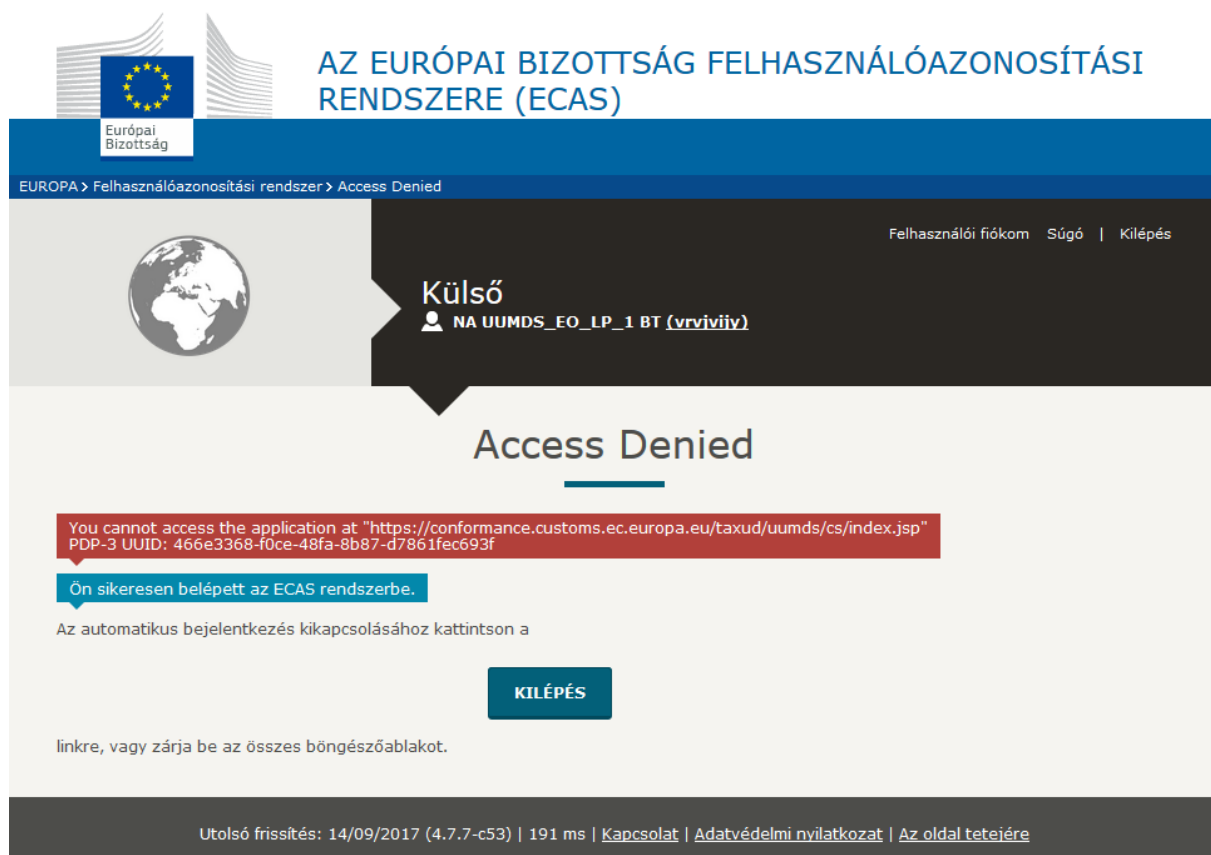 AZ EURÓPAI BIZOTTSÁG FELHASZNÁLÓAZONOSÍTÁSI
RENDSZERE (ECAS)
Európai
Bizottság
EUROPA > Felhasználóazonosítási rendszer > Access Denied
Felhasználói fiókom Súgó | Kilépés
Külső
NA UUMDS_EO_LP_1 BT (vrvjvijv)
Access Denied
You cannot access the application at "https://conformance.customs.ec.europa.eu/taxud/uumds/cs/index.jsp"
PDP-3 UUID: 466e3368-f0ce-48fa-8b87-d7861fec693f
Ön sikeresen belépett az ECAS rendszerbe.
Az automatikus bejelentkezés kikapcsolásához kattintson a
KILÉPÉS
linkre, vagy zárja be az összes böngészőablakot.
Utolsó frissítés: 14/09/2017 (4.7.7-c53) | 191 ms | Kapcsolat | Adatvédelmi nyilatkozat | Az oldal tetejére